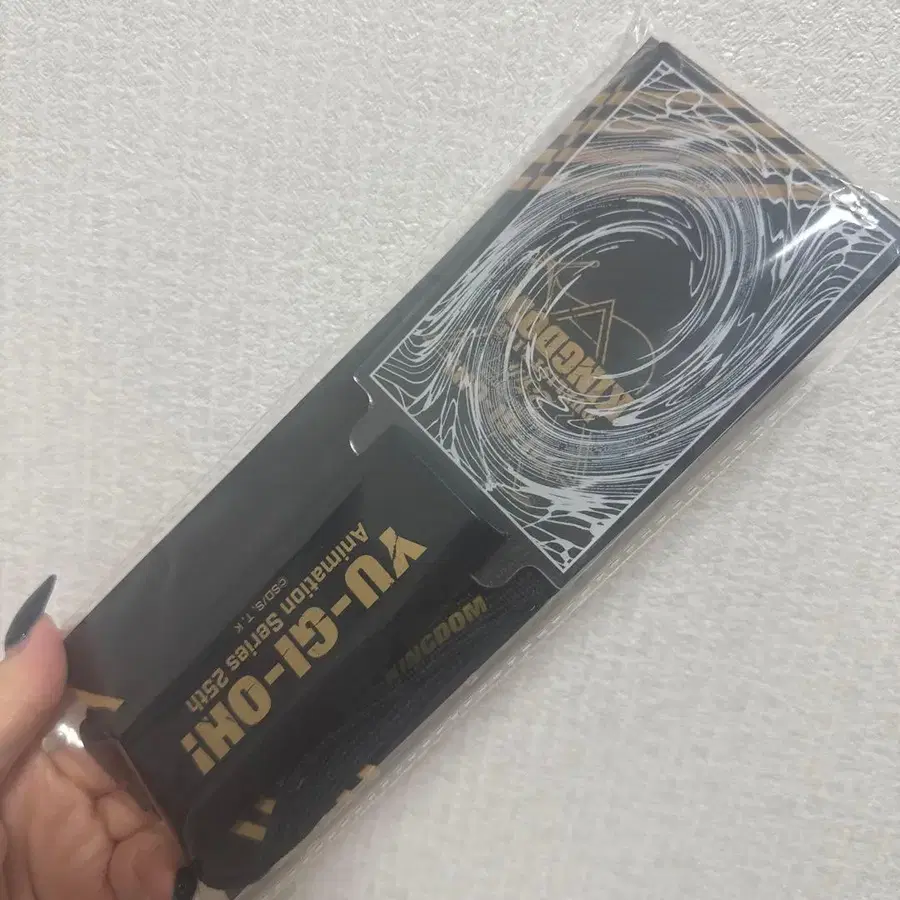 KINGDOM
YU-GI-OH!
Animation Series 25th
©SD/S, T.K
KINGDOM